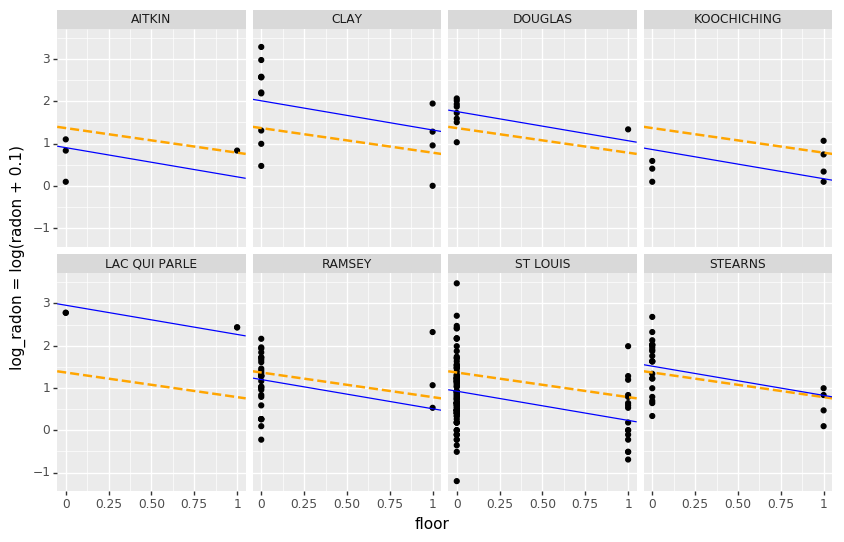 AITKIN CLAY DOUGLAS KOOCHICHING
3
2
1
0
−1
LAC QUI PARLE RAMSEY ST LOUIS STEARNS
3
2
1
0
−1
0 0.25 0.50 0.75 1 0 0.25 0.50 0.75 1 0 0.25 0.50 0.75 1 0 0.25 0.50 0.75 1
floor
log_radon = log(radon + 0.1)